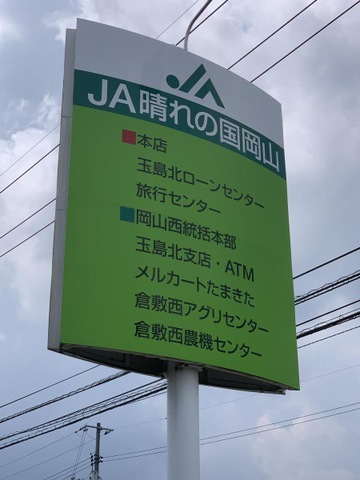 JA晴れの国岡山
■本店
玉島北ローンセンター
旅行センター
■岡山西統括本部
玉島北支店・ATM
メルカートたまきた
倉敷西アグリセンター
倉敷西農機センター